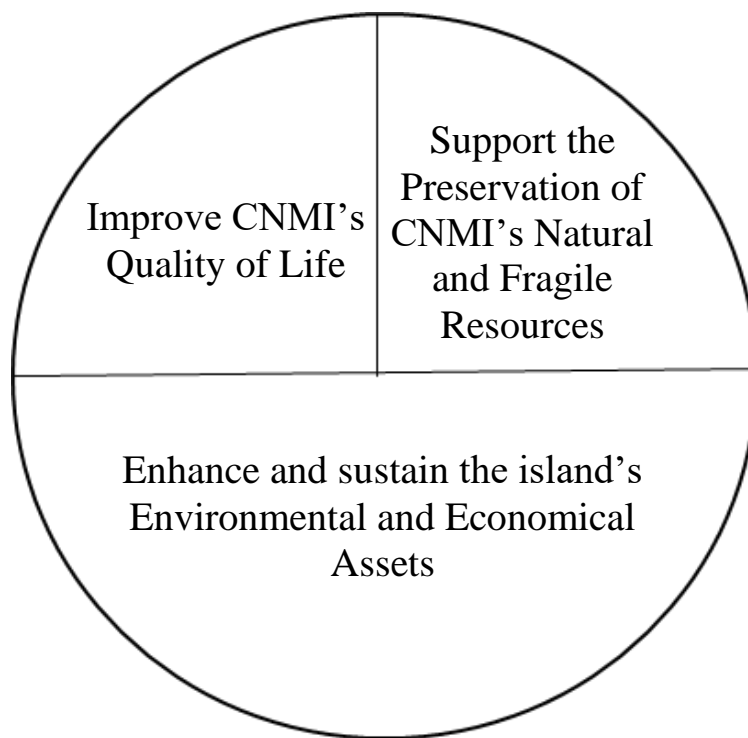 Improve CNMI’s
Quality of Life
Support the
Preservation of
CNMI’s Natural
and Fragile
Resources
Enhance and sustain the island’s
Environmental and Economical
Assets